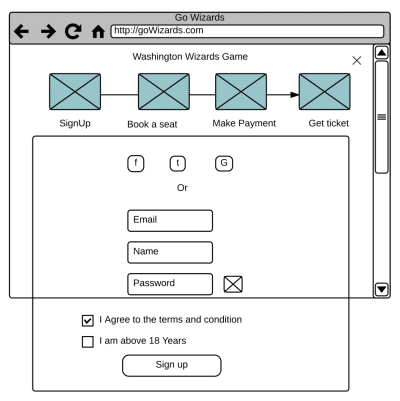 Go Wizards
http://goWizards.com
Washington Wizards Game
SignUp
Book a seat
Make Payment
Get ticket
f
t
G
Or
Email
Name
Password
I Agree to the terms and condition
I am above 18 Years
Sign up